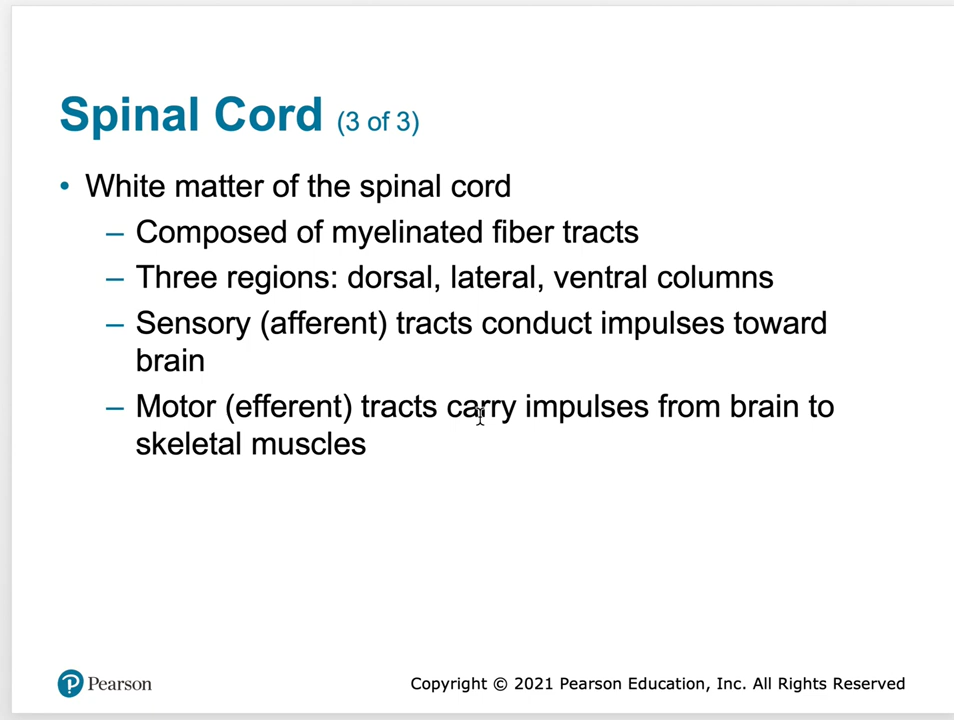 Spinal Cord (3 of 3)
• White matter of the spinal cord
– Composed of myelinated fiber tracts
– Three regions: dorsal, lateral, ventral columns
– Sensory (afferent) tracts conduct impulses toward
brain
– Motor (efferent) tracts carry impulses from brain to
skeletal muscles
Pearson
Copyright © 2021 Pearson Education, Inc. All Rights Reserved